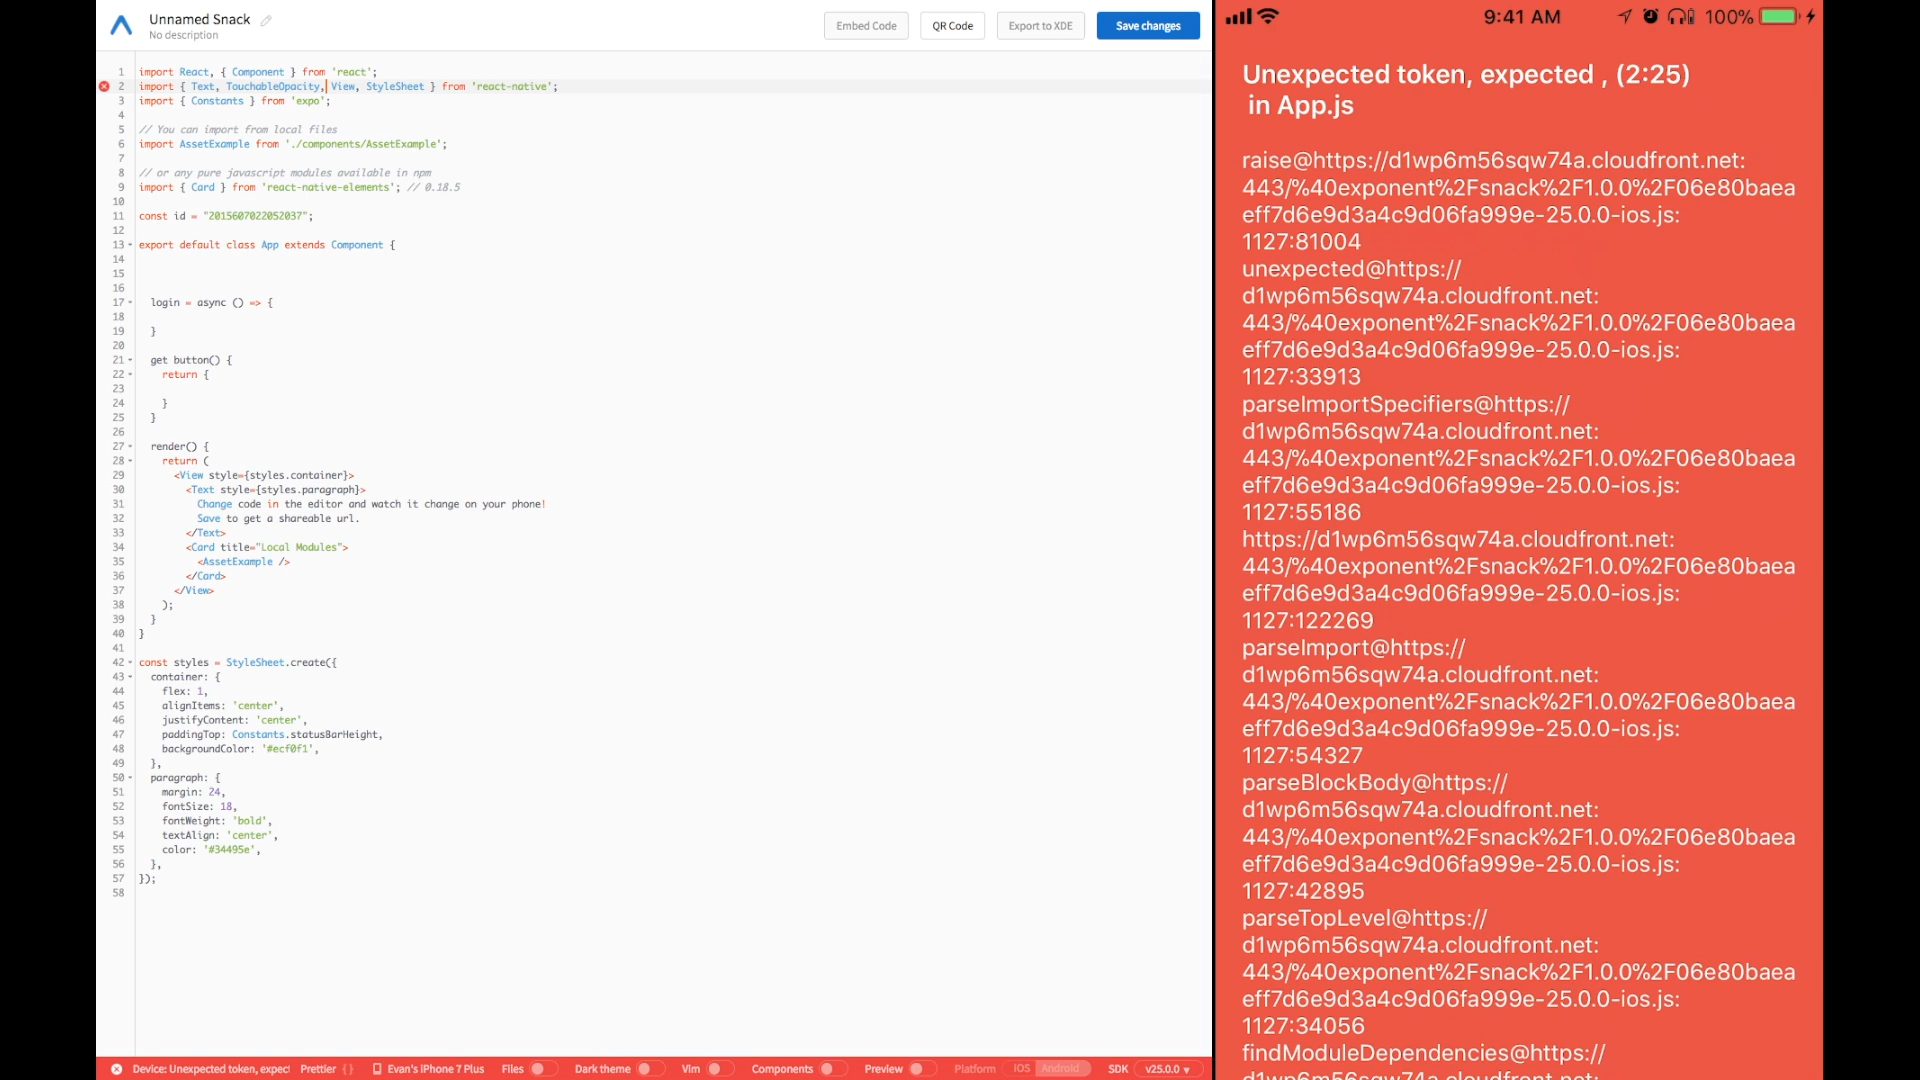 Unnamed Snack
No description
Embed Code
QR Code
Export to XDE
Save changes
1 import React, { Component } from 'react';
2 import { Text, TouchableOpacity, View, StyleSheet } from 'react-native';
3 import { Constants } from 'expo';
4
5 // You can import from local files
6 import AssetExample from './components/AssetExample';
7
8 // or any pure javascript modules available in npm
9 import { Card } from 'react-native-elements'; // 0.18.5
10
11 const id = "2015607022052037";
12
13 export default class App extends Component {
14
15
16
17 login = async () => {
18
19 }
20
21 get button() {
22 return {
23
24 }
25 }
26
27 render() {
28 return (
29 <View style={styles.container}>
30 <Text style={styles.paragraph}>
31 Change code in the editor and watch it change on your phone!
32 Save to get a shareable url.
33 </Text>
34 <Card title="Local Modules">
35 <AssetExample />
36 </Card>
37 </View>
38 );
39 }
40 }
41
42 const styles = StyleSheet.create({
43 container: {
44 flex: 1,
45 alignItems: 'center',
46 justifyContent: 'center',
47 paddingTop: Constants.statusBarHeight,
48 backgroundColor: '#ecf0f1',
49 },
50 paragraph: {
51 margin: 24,
52 fontSize: 18,
53 fontWeight: 'bold',
54 textAlign: 'center',
55 color: '#34495e',
56 },
57 });
58
Device: Unexpected token, expect Prettier { } Evan's iPhone 7 Plus Files Dark theme Vim Components Preview Platform iOS Android SDK v25.0.0
9:41 AM 100%
Unexpected token, expected , (2:25)
in App.js
raise@https://d1wp6m56sqw74a.cloudfront.net:
443/%40exponent%2Fsnack%2F1.0.0%2F06e80baea
eff7d6e9d3a4c9d06fa999e-25.0.0-ios.js:
1127:81004
unexpected@https://
d1wp6m56sqw74a.cloudfront.net:
443/%40exponent%2Fsnack%2F1.0.0%2F06e80baea
eff7d6e9d3a4c9d06fa999e-25.0.0-ios.js:
1127:33913
parseImportSpecifiers@https://
d1wp6m56sqw74a.cloudfront.net:
443/%40exponent%2Fsnack%2F1.0.0%2F06e80baea
eff7d6e9d3a4c9d06fa999e-25.0.0-ios.js:
1127:55186
https://d1wp6m56sqw74a.cloudfront.net:
443/%40exponent%2Fsnack%2F1.0.0%2F06e80baea
eff7d6e9d3a4c9d06fa999e-25.0.0-ios.js:
1127:122269
parseImport@https://
d1wp6m56sqw74a.cloudfront.net:
443/%40exponent%2Fsnack%2F1.0.0%2F06e80baea
eff7d6e9d3a4c9d06fa999e-25.0.0-ios.js:
1127:54327
parseBlockBody@https://
d1wp6m56sqw74a.cloudfront.net:
443/%40exponent%2Fsnack%2F1.0.0%2F06e80baea
eff7d6e9d3a4c9d06fa999e-25.0.0-ios.js:
1127:42895
parseTopLevel@https://
d1wp6m56sqw74a.cloudfront.net:
443/%40exponent%2Fsnack%2F1.0.0%2F06e80baea
eff7d6e9d3a4c9d06fa999e-25.0.0-ios.js:
1127:34056
findModuleDependencies@https://
d1wp6m56sqw74a.cloudfront.net: